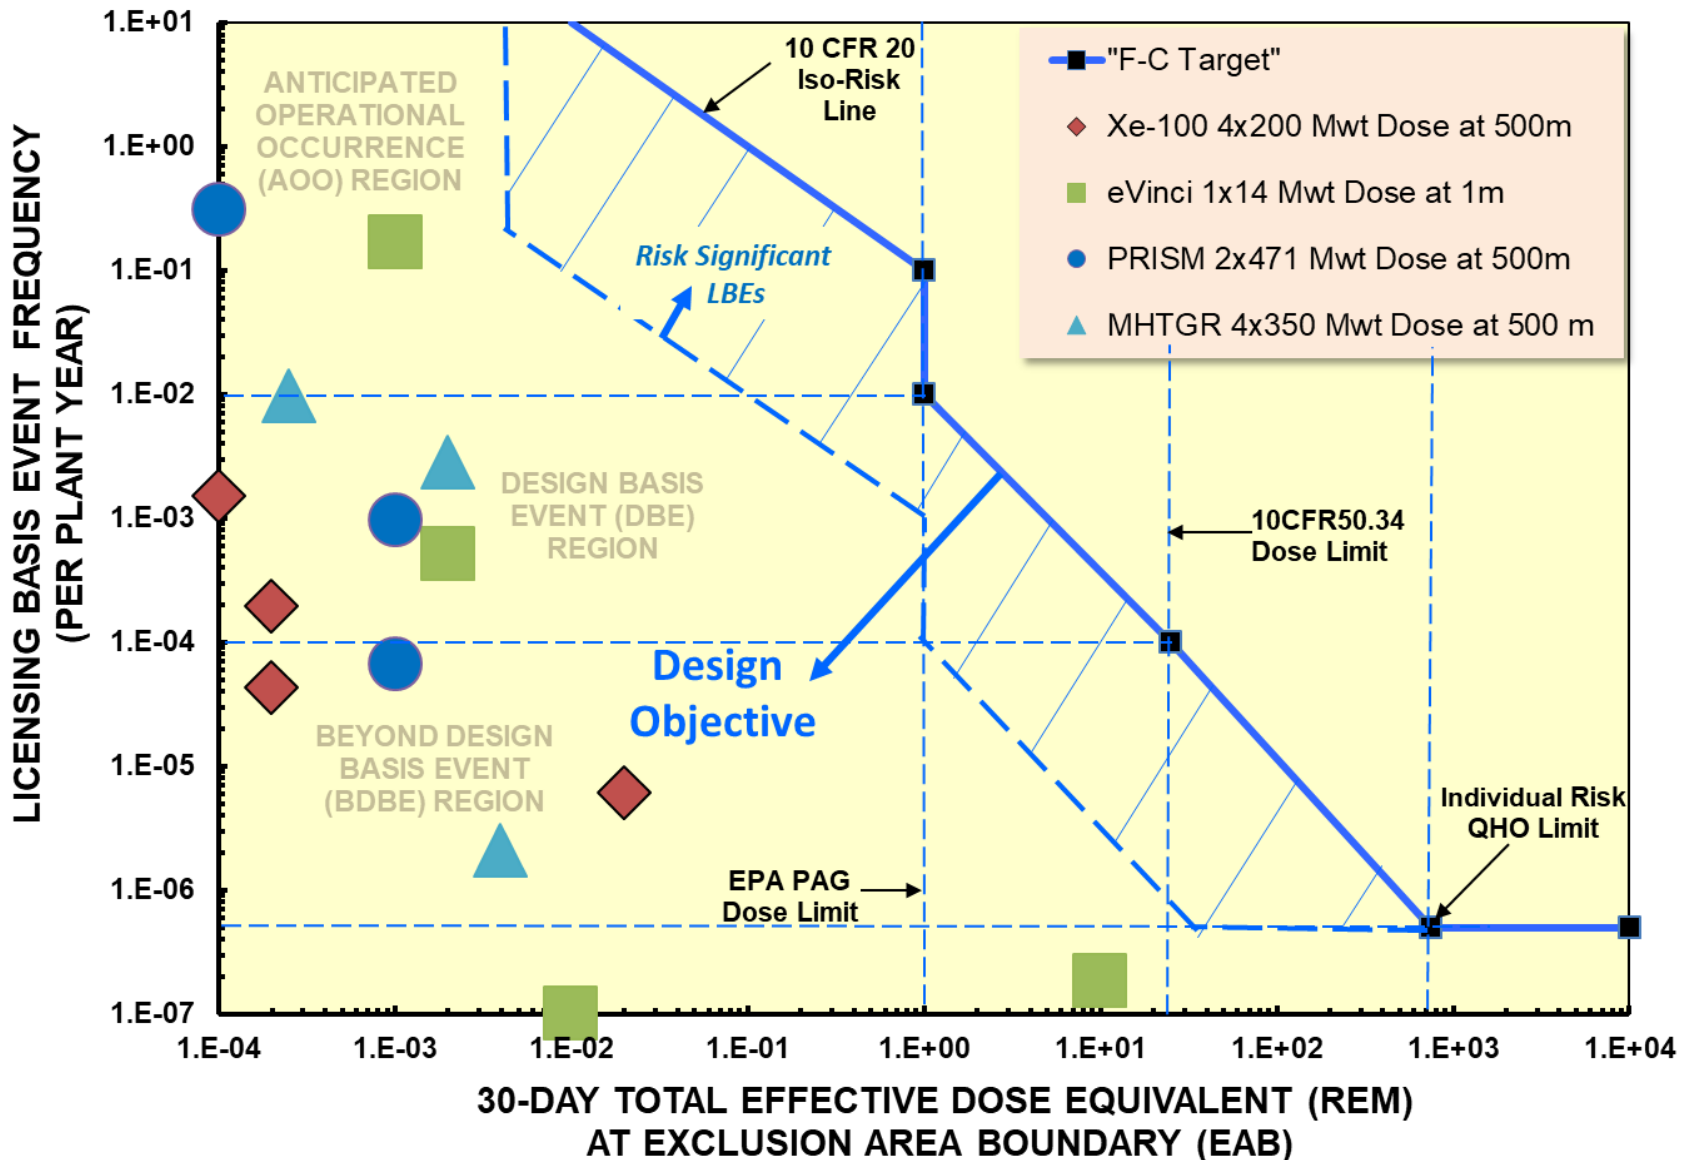 LICENSING BASIS EVENT FREQUENCY
(PER PLANT YEAR)
1.E+01
1.E+00
1.E-01
1.E-02
1.E-03
1.E-04
1.E-05
1.E-06
1.E-07
ANTICIPATED
OPERATIONAL
OCCURRENCE
(AOO) REGION
10 CFR 20
Iso-Risk
Line
"F-C Target"
Xe-100 4x200 Mwt Dose at 500m
eVinci 1x14 Mwt Dose at 1m
PRISM 2x471 Mwt Dose at 500m
MHTGR 4x350 Mwt Dose at 500 m
Risk Significant
LBEs
DESIGN BASIS
EVENT (DBE)
REGION
10CFR50.34
Dose Limit
Design
Objective
BEYOND DESIGN
BASIS EVENT
(BDBE) REGION
Individual Risk
QHO Limit
EPA PAG
Dose Limit
1.E-04
1.E-03
1.E-02
1.E-01
1.E+00
1.E+01
1.E+02
1.E+03
1.E+04
30-DAY TOTAL EFFECTIVE DOSE EQUIVALENT (REM)
AT EXCLUSION AREA BOUNDARY (EAB)